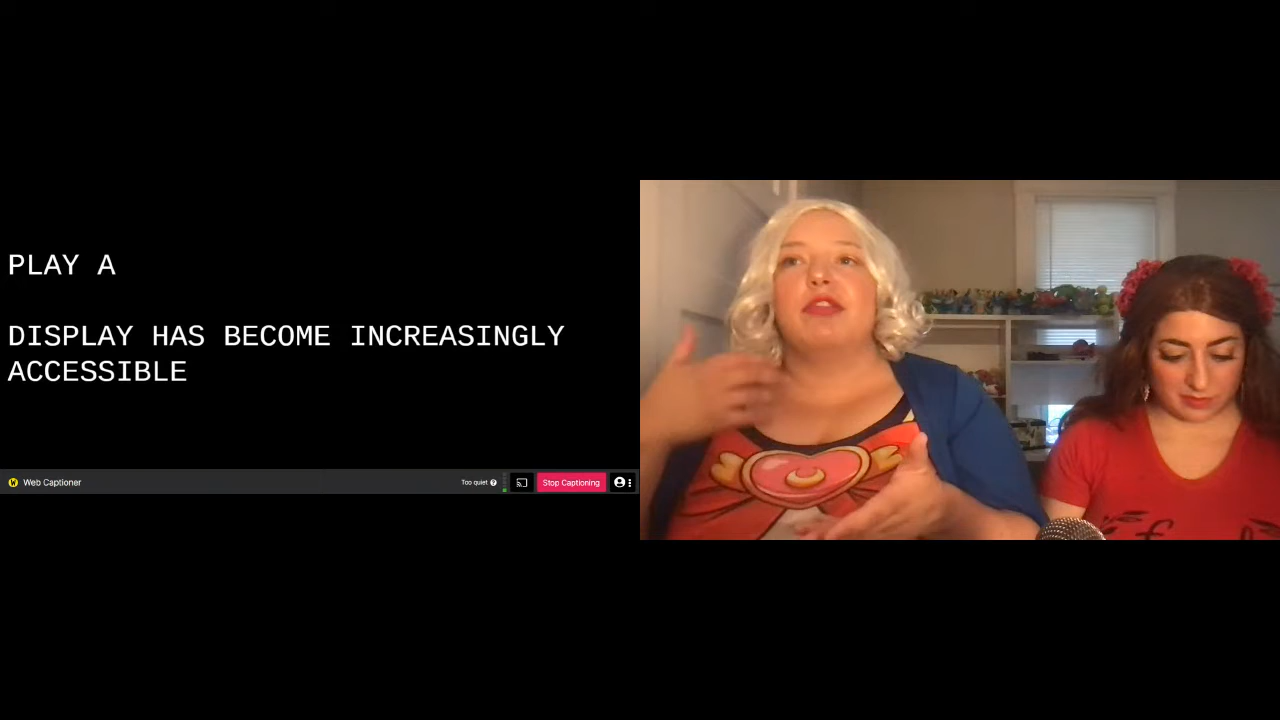 PLAY A
DISPLAY HAS BECOME INCREASINGLY
ACCESSIBLE
Web Captioner
Too quiet
Stop Captioning